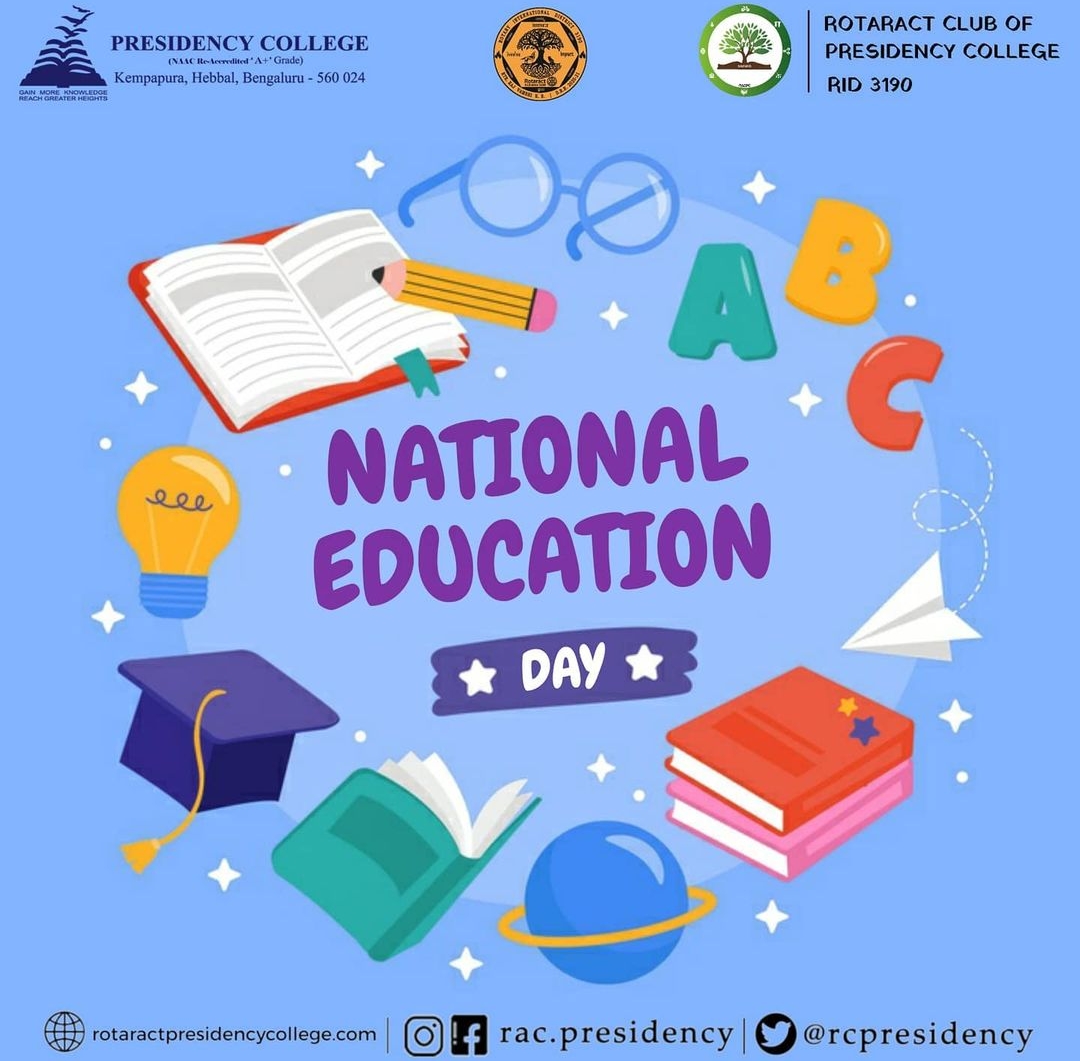 PRESIDENCY COLLEGE
(NAAC Re-Accredited 'A+' Grade)
Kempapura, Hebbal, Bengaluru - 560 024
GAIN MORE KNOWLEDGE
REACH GREATER HEIGHTS
Rotaract
ROTARACT CLUB OF
PRESIDENCY COLLEGE
RID 3190
A
B
C
NATIONAL
EDUCATION
DAY
rotaractpresidencycollege.com
rac.presidency
@rcpresidency